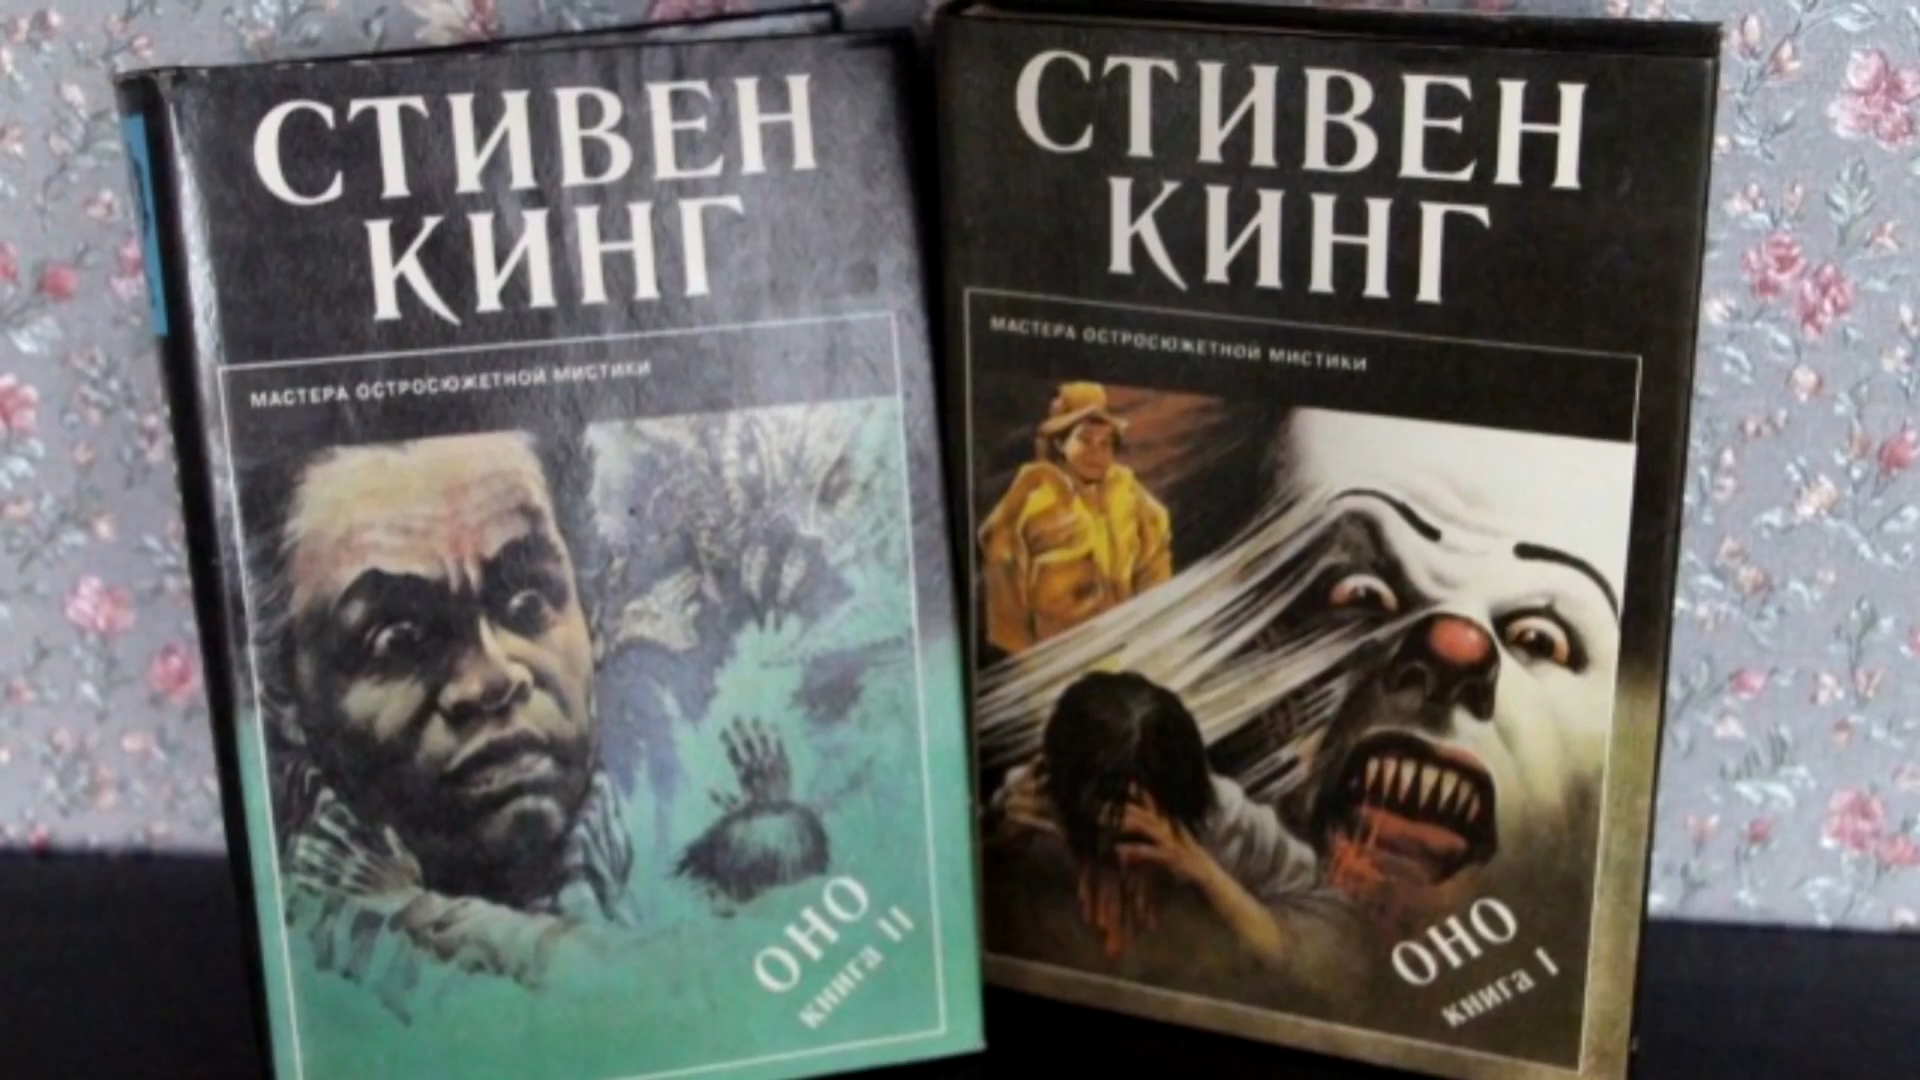 СТИВЕН
КИНГ
МАСТЕРА ОСТРОСЮЖЕТНОЙ МИСТИКИ
ОНО
книга II
СТИВЕН
КИНГ
МАСТЕРА ОСТРОСЮЖЕТНОЙ МИСТИКИ
ОНО
книга I